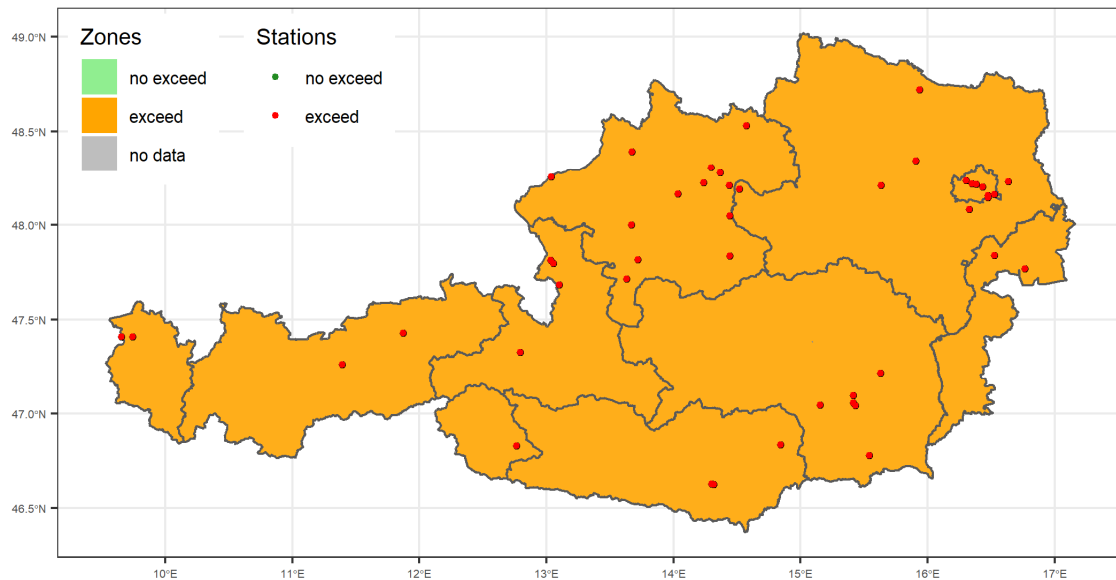 Zones
no exceed
exceed
no data
Stations
no exceed
exceed
49.0°N
48.5°N
48.0°N
47.5°N
47.0°N
46.5°N
10°E 11°E 12°E 13°E 14°E 15°E 16°E 17°E